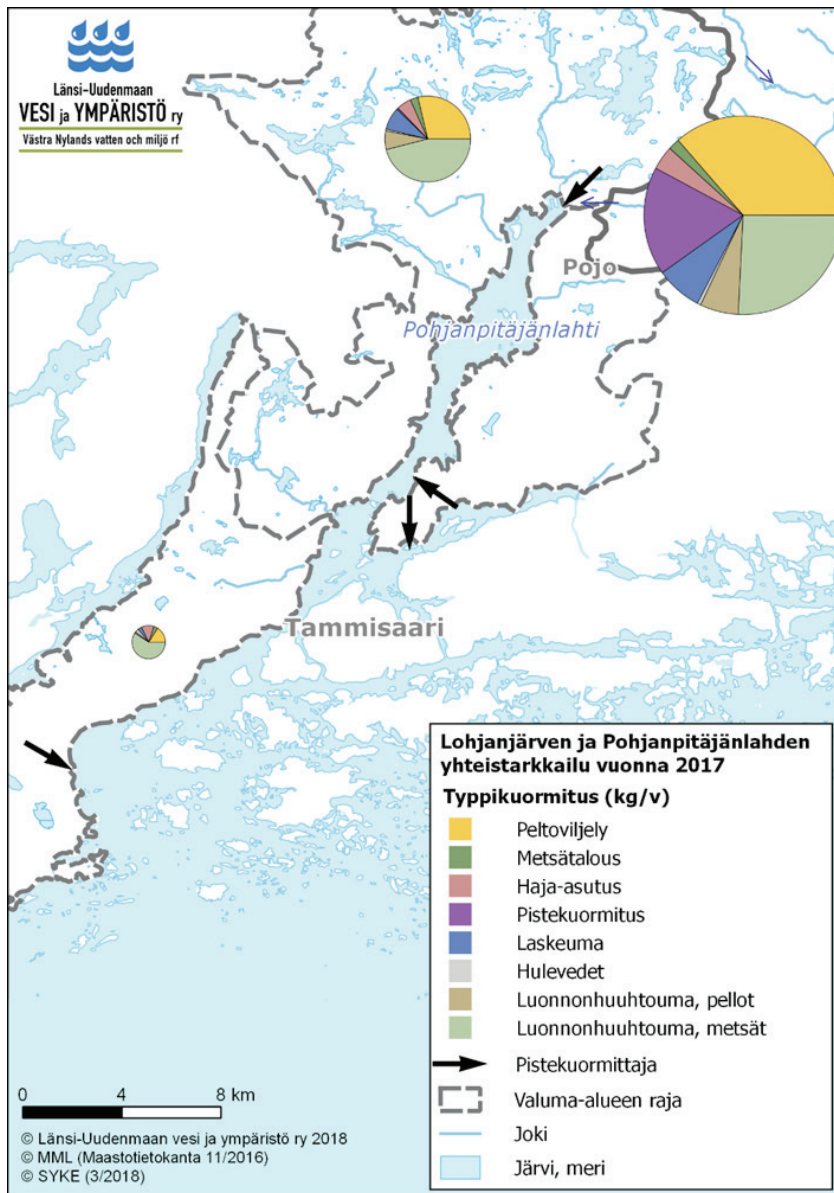 Länsi-Uudenmaan
VESI ja YMPÄRISTÖ ry
Västra Nylands vatten och miljö rf
Pojo
Pohjanpitäjänlahti
Tammisaari
Lohjanjärven ja Pohjanpitäjänlahden
yhteistarkkailu vuonna 2017
Typpikuormitus (kg/v)
Peltoviljely
Metsätalous
Haja-asutus
Pistekuormitus
Laskeuma
Hulevedet
Luonnonhuuhtouma, pellot
Luonnonhuuhtouma, metsät
Pistekuormittaja
Valuma-alueen raja
Joki
Järvi, meri
0 4 8 km
© Länsi-Uudenmaan vesi ja ympäristö ry 2018
© MML (Maastotietokanta 11/2016)
© SYKE (3/2018)